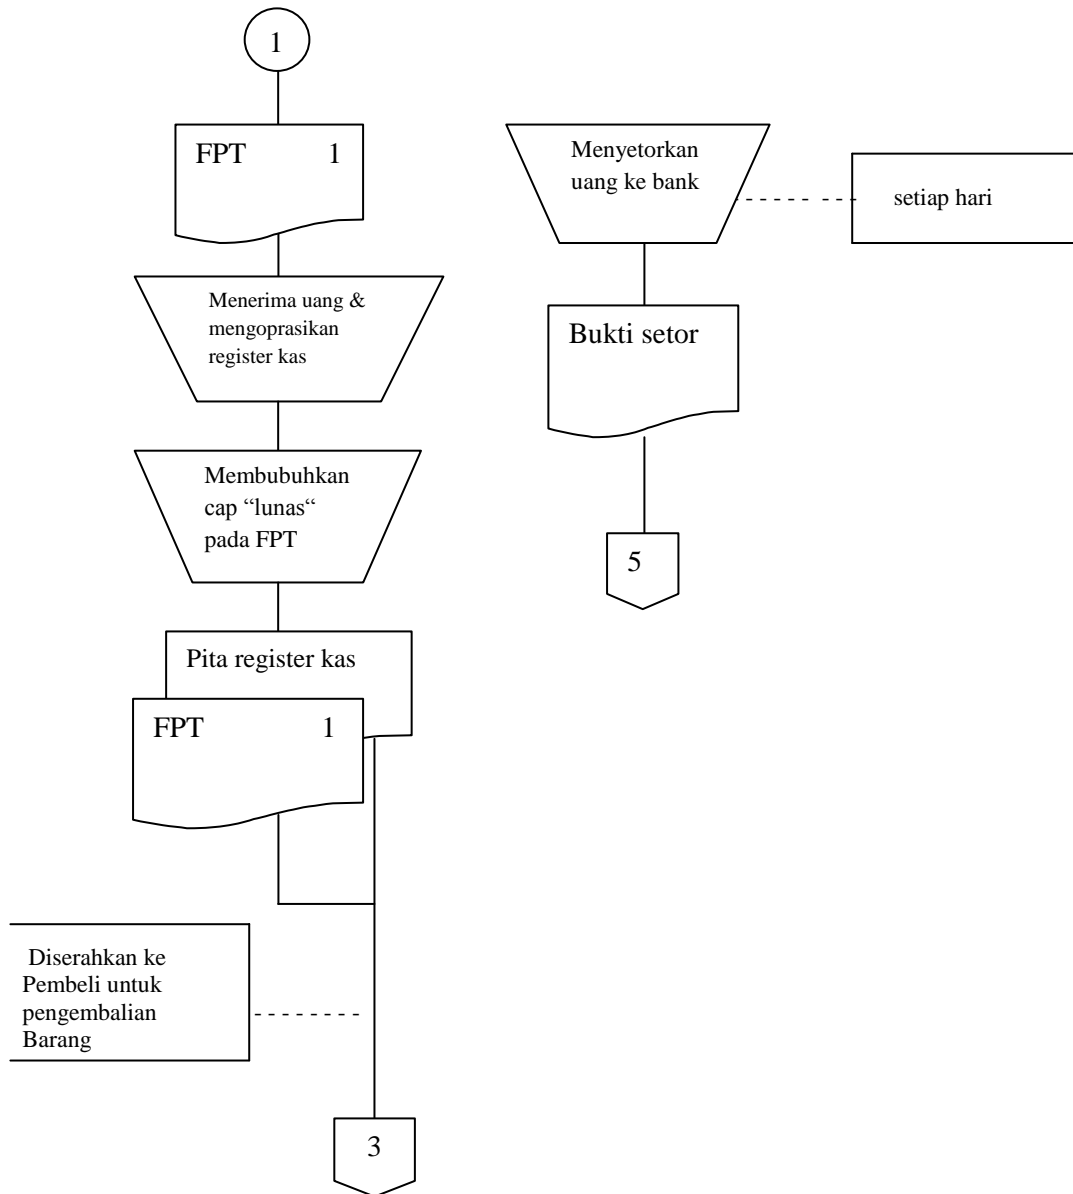 1
FPT 1
Menerima uang &
mengoprasikan
register kas
Membubuhkan
cap “lunas“
pada FPT
Pita register kas
FPT 1
Diserahkan ke
Pembeli untuk
pengembalian
Barang
3
Menyetorkan
uang ke bank
setiap hari
Bukti setor
5